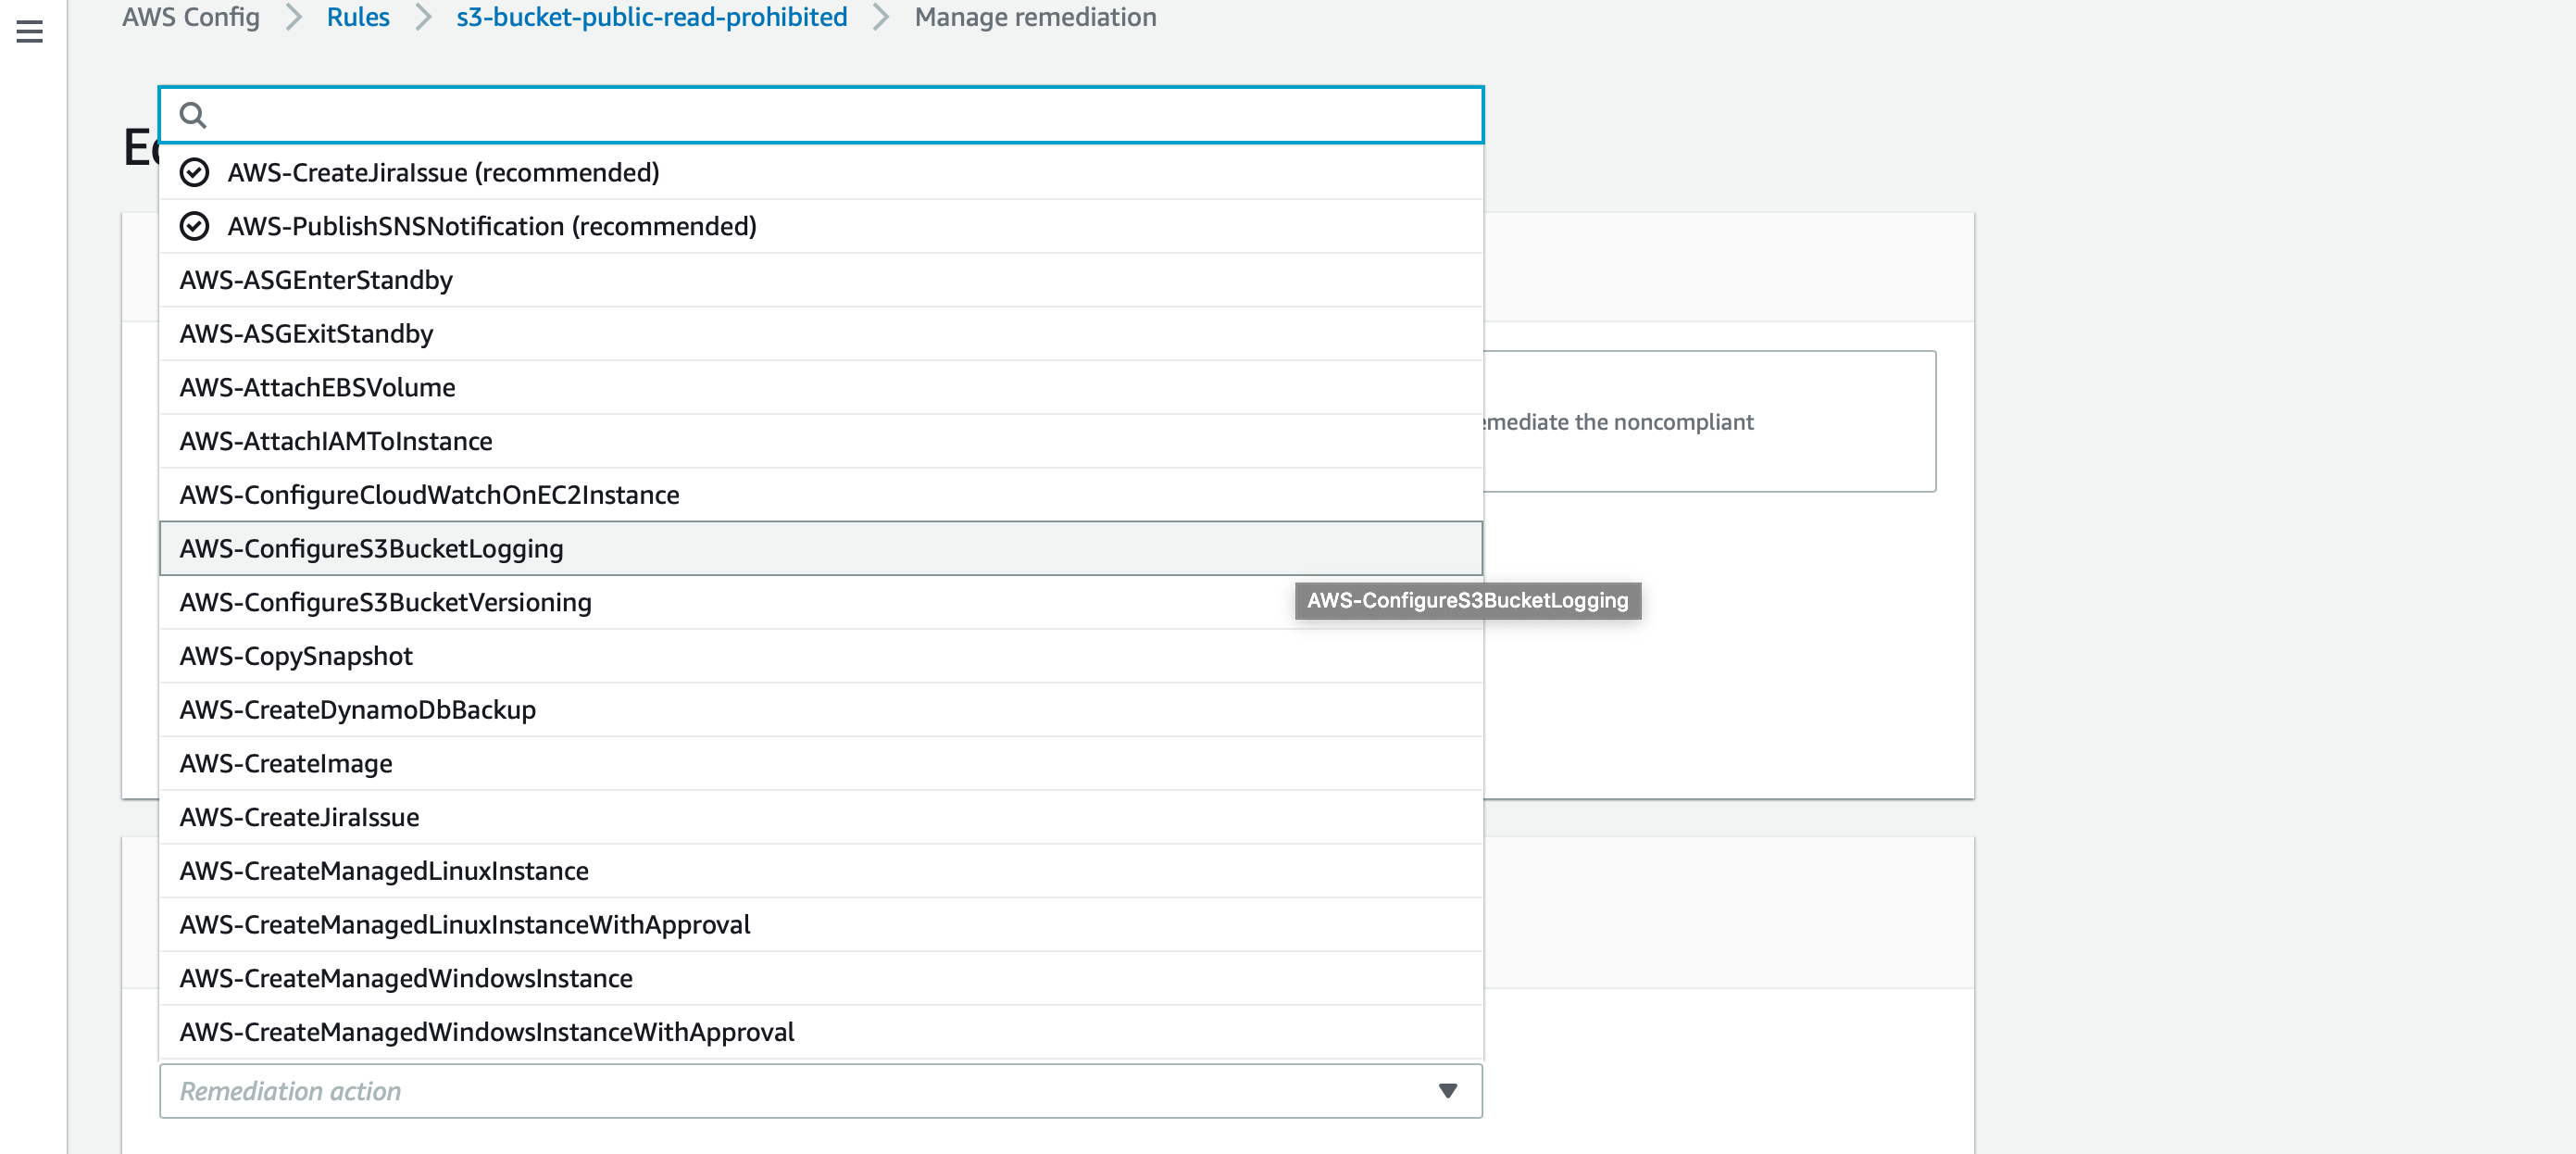 AWS Config > Rules > s3-bucket-public-read-prohibited > Manage remediation
AWS-CreateJiraIssue (recommended)
AWS-PublishSNSNotification (recommended)
AWS-ASGEnterStandby
AWS-ASGExitStandby
AWS-AttachEBSVolume
emediate the noncompliant
AWS-AttachIAMToInstance
AWS-ConfigureCloudWatchOnEC2Instance
AWS-ConfigureS3BucketLogging
AWS-ConfigureS3BucketVersioning
AWS-ConfigureS3BucketLogging
AWS-CopySnapshot
AWS-CreateDynamoDbBackup
AWS-CreateImage
AWS-CreateJiraIssue
AWS-CreateManagedLinuxInstance
AWS-CreateManagedLinuxInstanceWithApproval
AWS-CreateManagedWindowsInstance
AWS-CreateManagedWindowsInstanceWithApproval
Remediation action